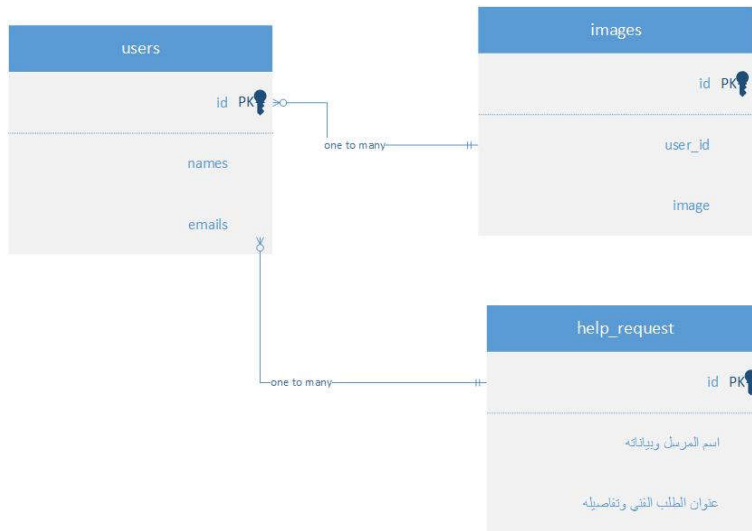 users
id PK
names
emails
images
id PK
user_id
image
one to many
help_request
id PK
اسم المرسل وبياناته
عنوان الطلب الفني وتفاصيله
one to many